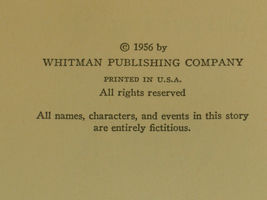 © 1956 by
WHITMAN PUBLISHING COMPANY
PRINTED IN U.S.A.
All rights reserved
All names, characters, and events in this story
are entirely fictitious.